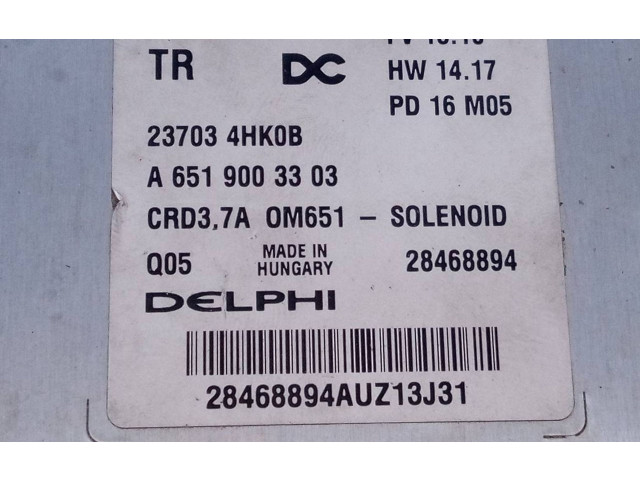 TR DC HW 14.17
PD 16 M05
23703 4HK0B
A 651 900 33 03
CRD3,7A OM651 - SOLENOID
Q05 MADE IN HUNGARY 28468894
DELPHI
28468894AUZ13J31